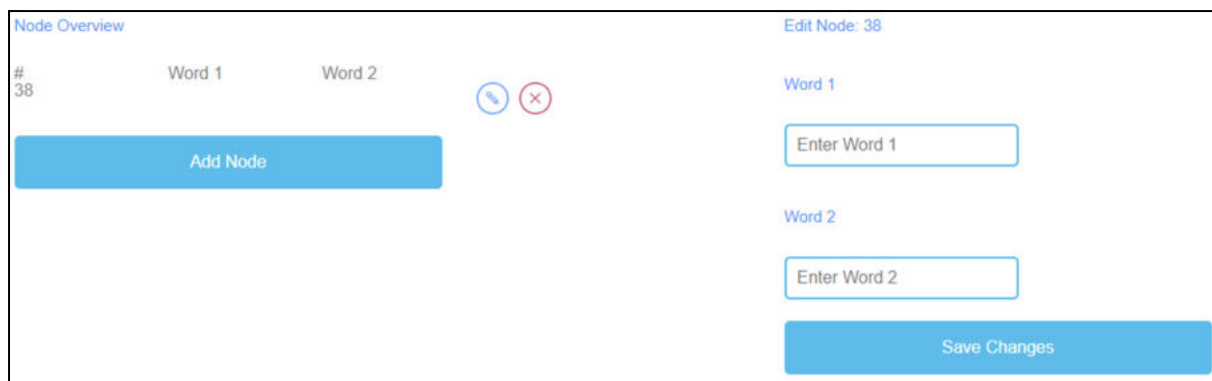 Node Overview
# Word 1 Word 2
38
Add Node
Edit Node: 38
Word 1
Enter Word 1
Word 2
Enter Word 2
Save Changes